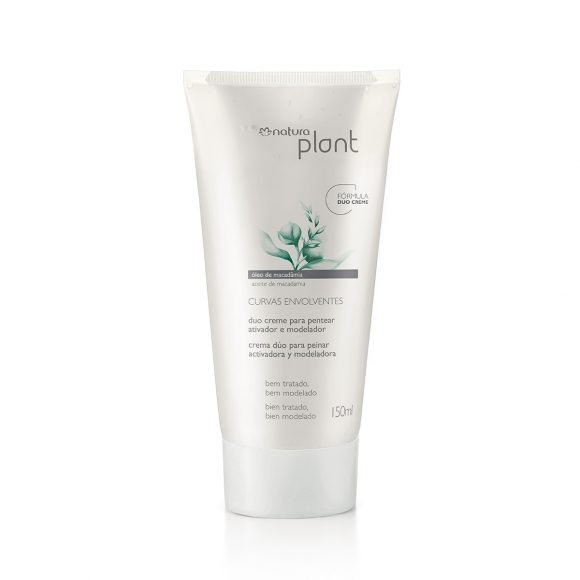 natura
plant
FÓRMULA
DUO CREME
óleo de macadâmia
aceite de macadamia
CURVAS ENVOLVENTES
duo creme para pentear
ativador e modelador
crema dúo para peinar
activadora y modeladora
bem tratado,
bem modelado
bien tratado,
bien modelado
150ml